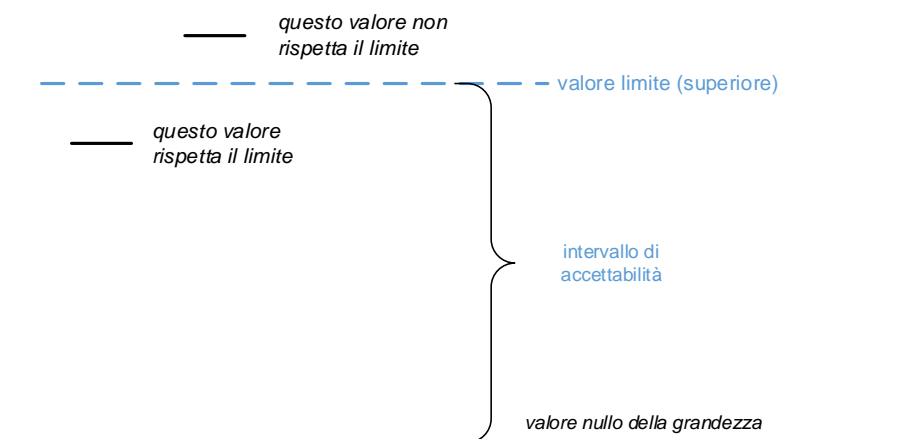 questo valore non
rispetta il limite
valore limite (superiore)
questo valore
rispetta il limite
intervallo di
accettabilità
valore nullo della grandezza